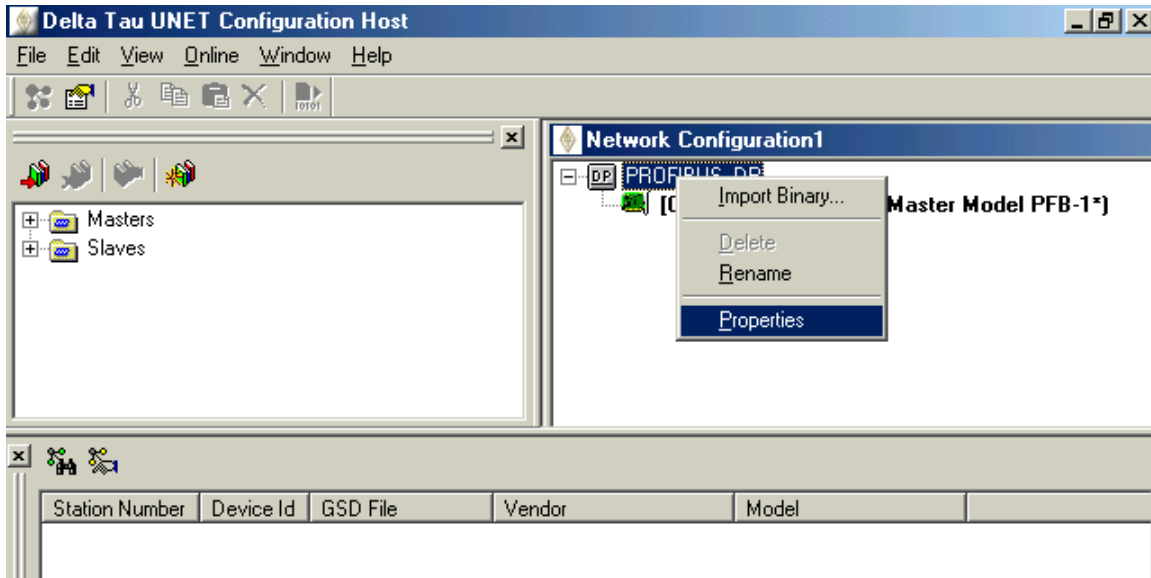 Delta Tau UNET Configuration Host
File Edit View Online Window Help
Network Configuration1
Masters
Slaves
DP PROFIBUS_DP
Master Model PFB-1*)
Import Binary...
Delete
Rename
Properties
Station Number Device Id GSD File Vendor Model